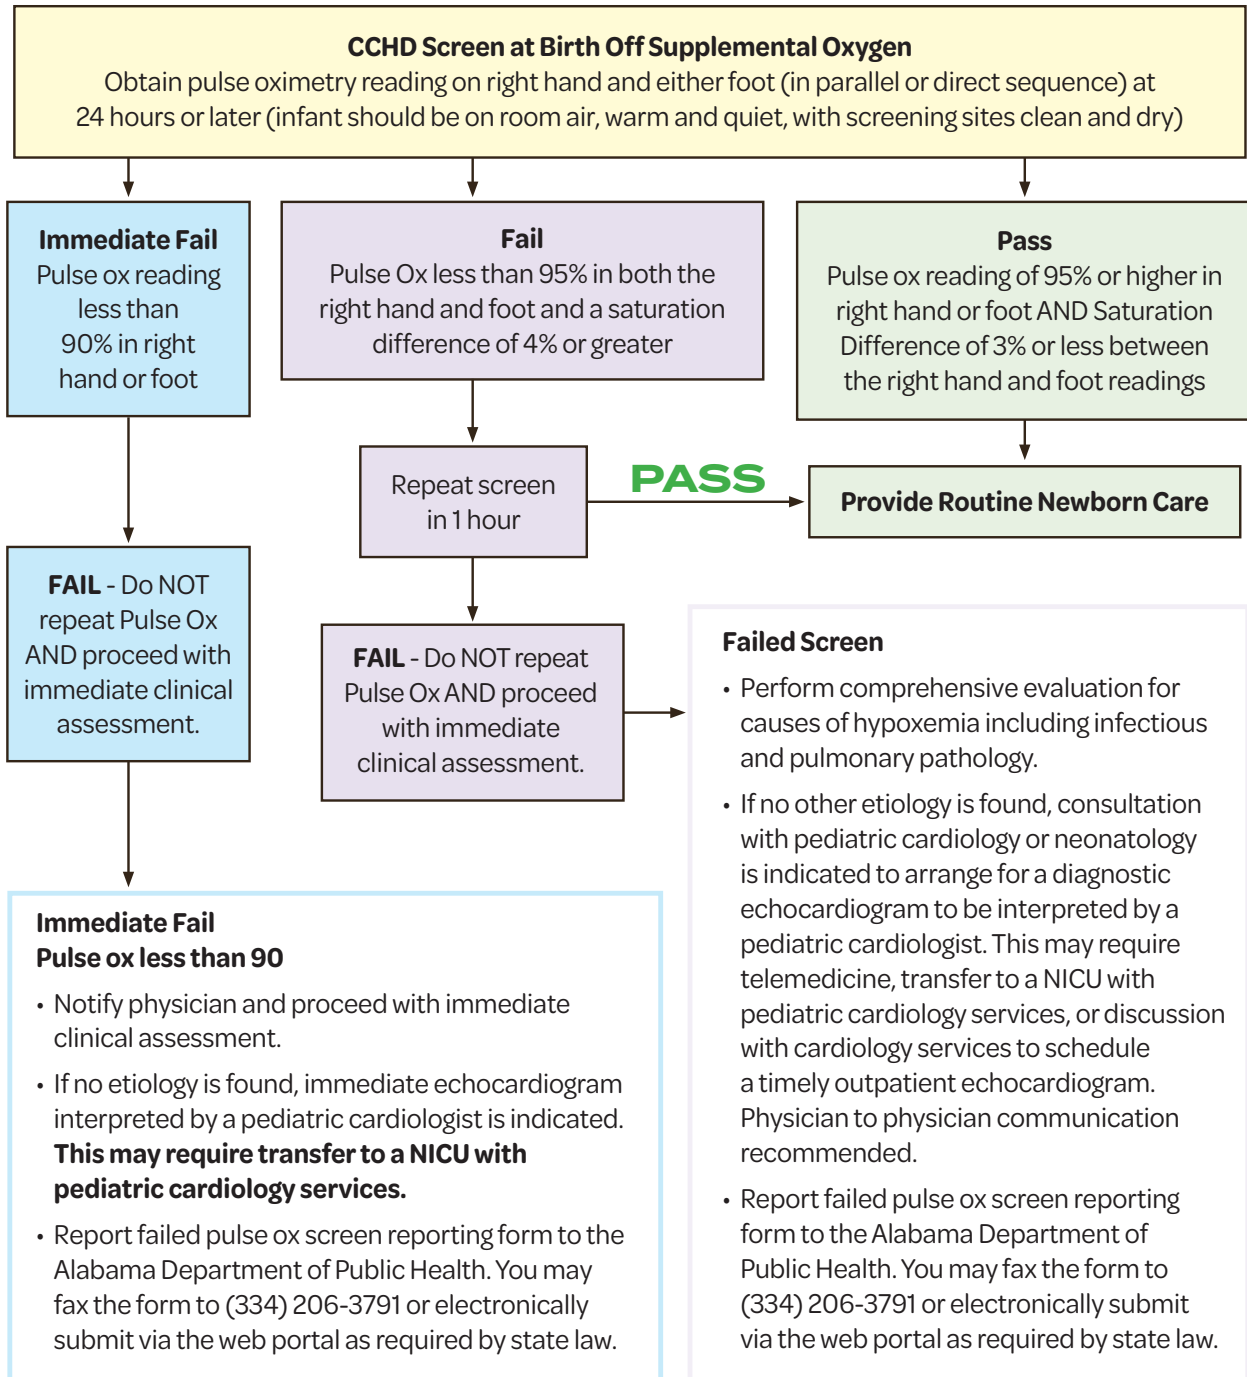 CCHD Screen at Birth Off Supplemental Oxygen
Obtain pulse oximetry reading on right hand and either foot (in parallel or direct sequence) at
24 hours or later (infant should be on room air, warm and quiet, with screening sites clean and dry)
Immediate Fail
Pulse ox reading
less than
90% in right
hand or foot
Fail
Pulse Ox less than 95% in both the
right hand and foot and a saturation
difference of 4% or greater
Pass
Pulse ox reading of 95% or higher in
right hand or foot AND Saturation
Difference of 3% or less between
the right hand and foot readings
Repeat screen
in 1 hour
PASS
Provide Routine Newborn Care
FAIL - Do NOT
repeat Pulse Ox
AND proceed with
immediate clinical
assessment.
FAIL - Do NOT repeat
Pulse Ox AND proceed
with immediate
clinical assessment.
Failed Screen
• Perform comprehensive evaluation for
causes of hypoxemia including infectious
and pulmonary pathology.
• If no other etiology is found, consultation
with pediatric cardiology or neonatology
is indicated to arrange for a diagnostic
echocardiogram to be interpreted by a
pediatric cardiologist. This may require
telemedicine, transfer to a NICU with
pediatric cardiology services, or discussion
with cardiology services to schedule
a timely outpatient echocardiogram.
Physician to physician communication
recommended.
• Report failed pulse ox screen reporting
form to the Alabama Department of
Public Health. You may fax the form to
(334) 206-3791 or electronically submit
via the web portal as required by state law.
Immediate Fail
Pulse ox less than 90
• Notify physician and proceed with immediate
clinical assessment.
• If no etiology is found, immediate echocardiogram
interpreted by a pediatric cardiologist is indicated.
This may require transfer to a NICU with
pediatric cardiology services.
• Report failed pulse ox screen reporting form to the
Alabama Department of Public Health. You may
fax the form to (334) 206-3791 or electronically
submit via the web portal as required by state law.